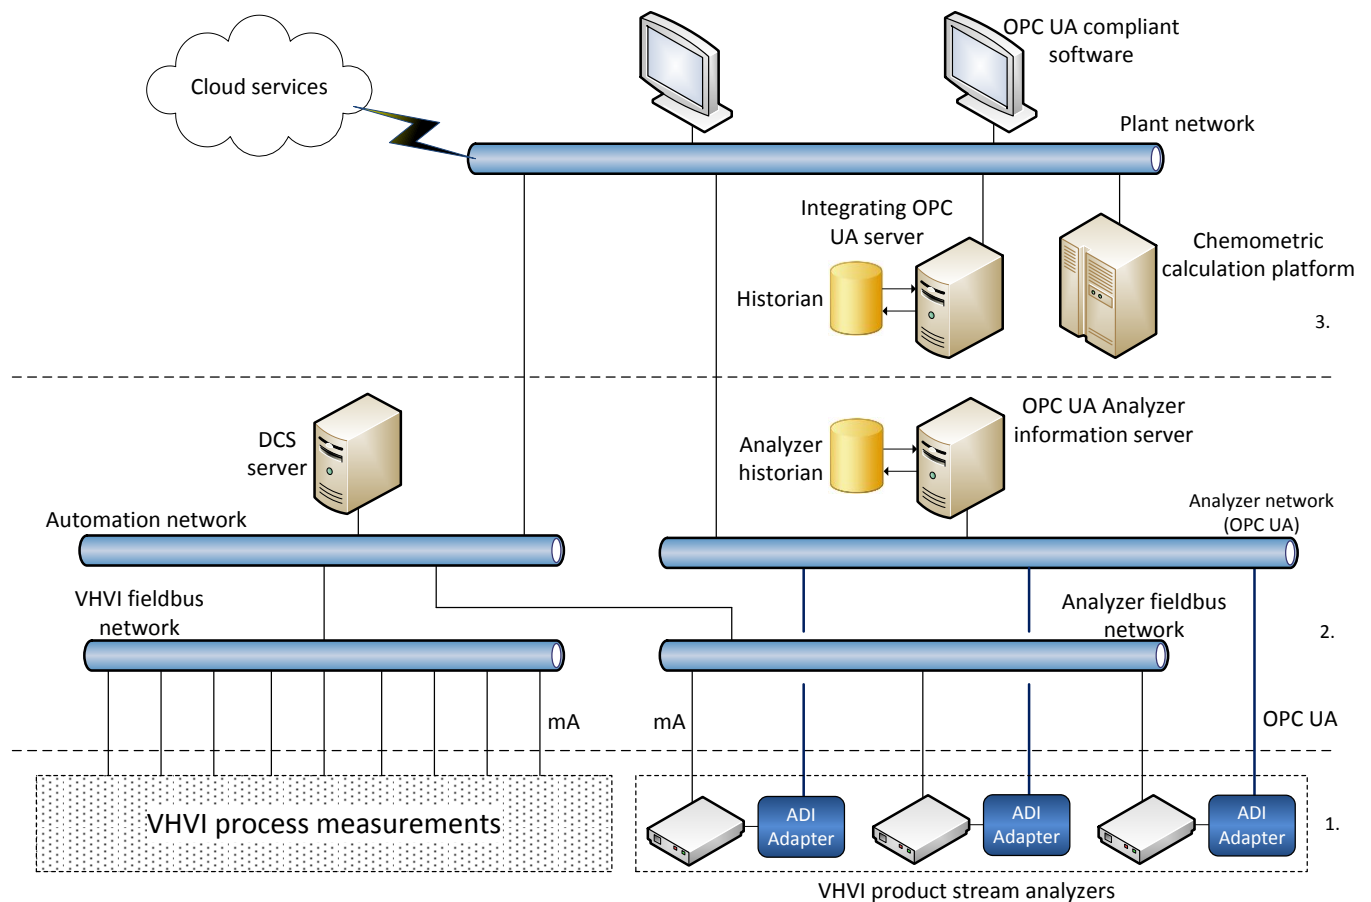 Cloud services
OPC UA compliant
software
Plant network
Integrating OPC
UA server
Historian
Chemometric
calculation platform
3.
DCS
server
Automation network
OPC UA Analyzer
information server
Analyzer
historian
Analyzer network
(OPC UA)
VHVI fieldbus
network
Analyzer fieldbus
network
2.
mA
mA
OPC UA
VHVI process measurements
ADI
Adapter
ADI
Adapter
ADI
Adapter
1.
VHVI product stream analyzers